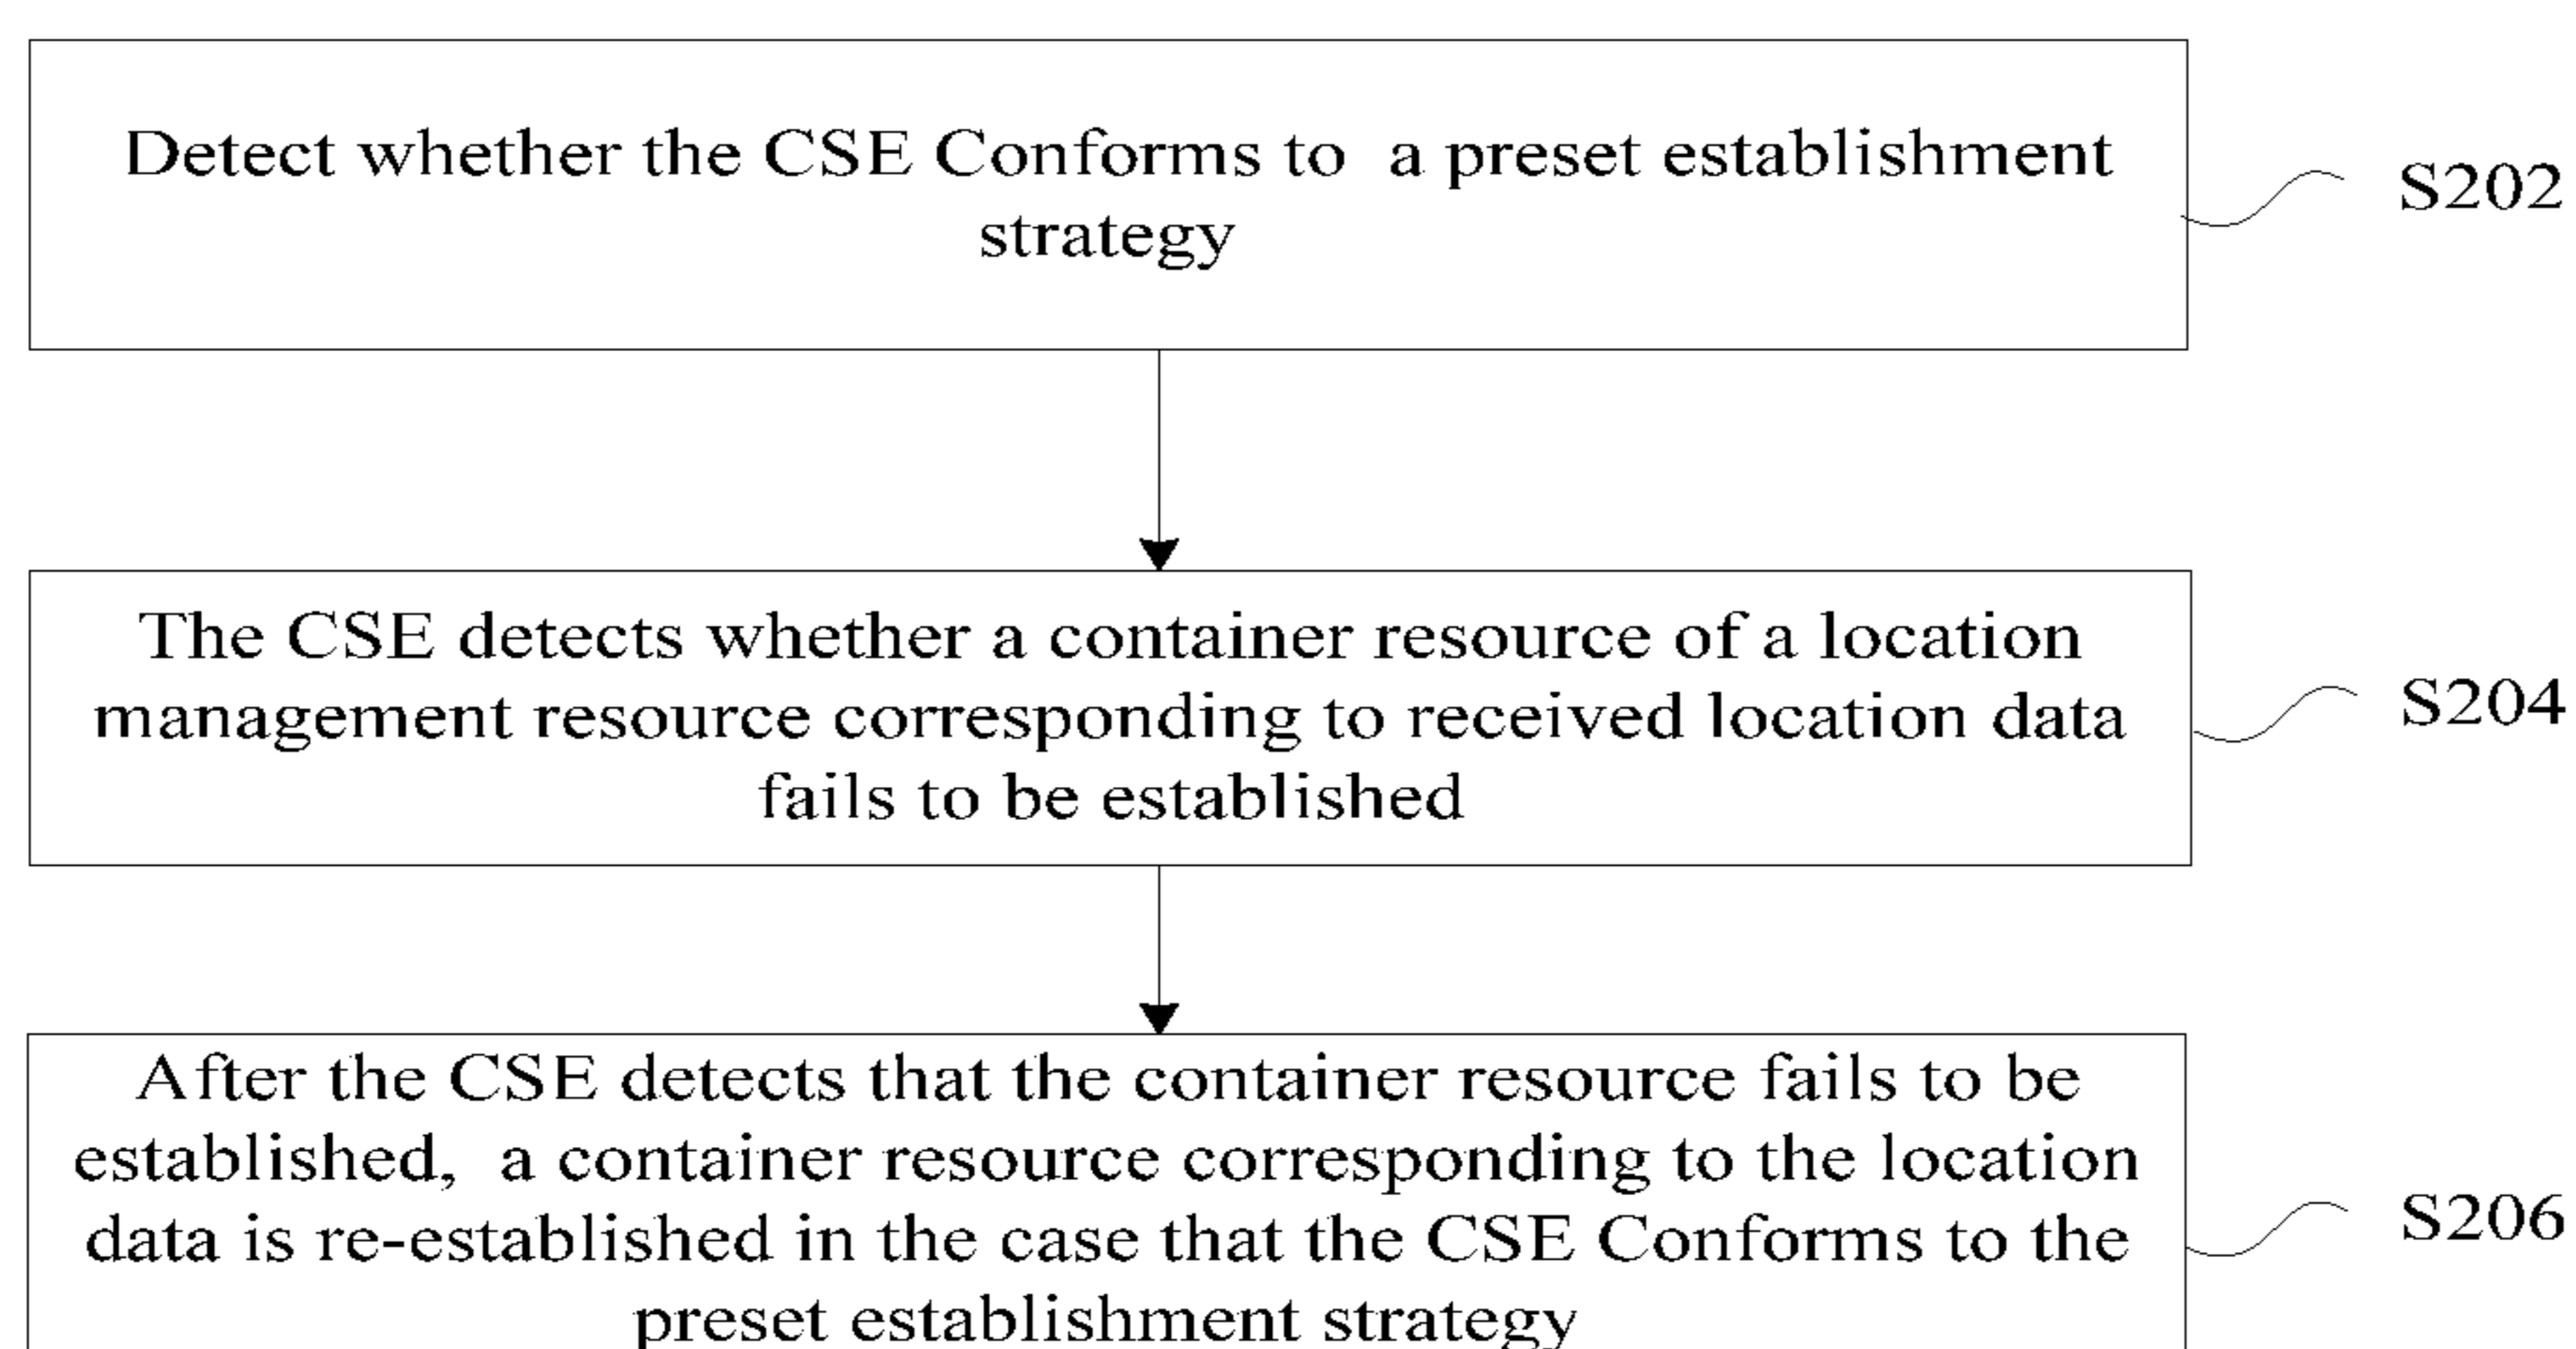 Detect whether the CSE Conforms to a preset establishment
strategy
S202
The CSE detects whether a container resource of a location
management resource corresponding to received location data
fails to be established
S204
After the CSE detects that the container resource fails to be
established, a container resource corresponding to the location
data is re-established in the case that the CSE Conforms to the
preset establishment strategy
S206